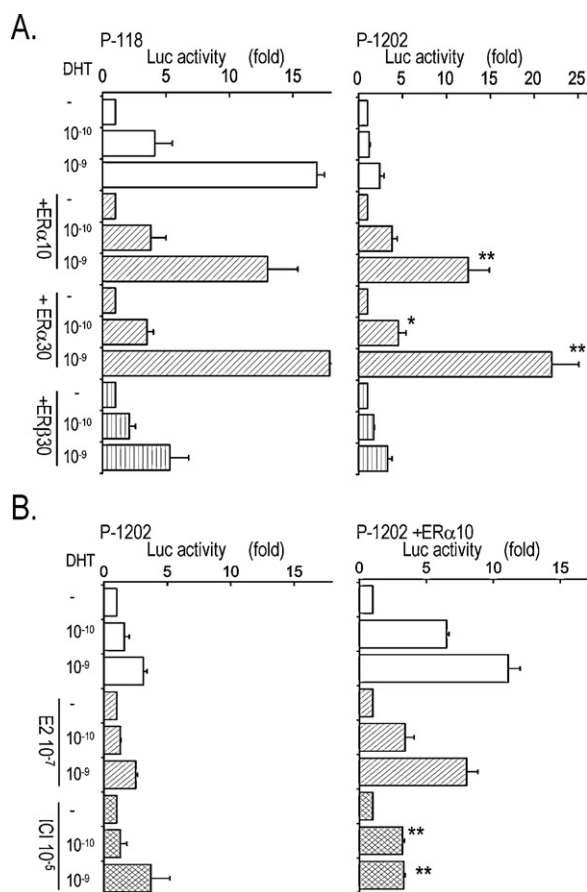 A.
P-118
P-1202
DHT
Luc activity (fold)
Luc activity (fold)
0 5 10 15
0 5 10 15 20 25
-
10-10
10-9
+ERα10
-
10-10
10-9
**
+ ERα30
-
10-10
*
10-9
**
+ERβ30
-
10-10
10-9
B.
P-1202
P-1202 +ERα10
DHT
Luc activity (fold)
Luc activity (fold)
0 5 10 15
0 5 10 15
-
10-10
10-9
E2 10-7
-
10-10
10-9
ICI 10-5
-
10-10
**
10-9
**